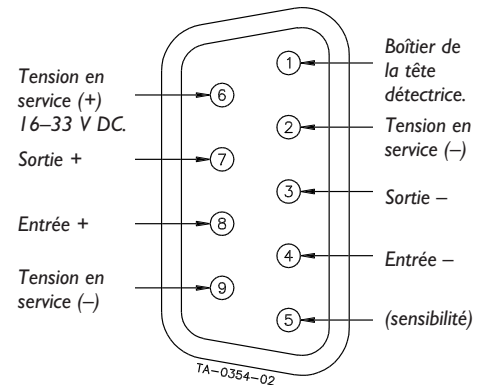 Boîtier de
la tête
détectrice.
1
Tension en
service (+)
16–33 V DC.
6
2
Tension en
service (–)
Sortie +
7
3
Sortie –
Entrée +
8
4
Entrée –
Tension en
service (–)
9
5
(sensibilité)
TA–0354–02